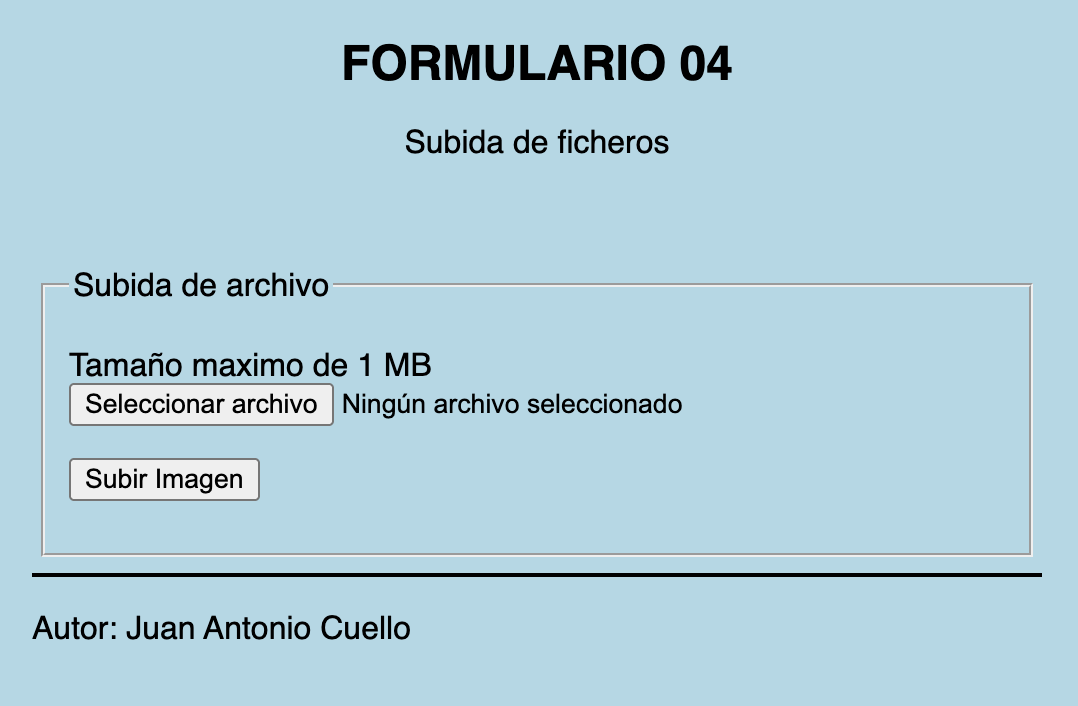 FORMULARIO 04
Subida de ficheros
Subida de archivo
Tamaño maximo de 1 MB
Seleccionar archivo Ningún archivo seleccionado
Subir Imagen
Autor: Juan Antonio Cuello